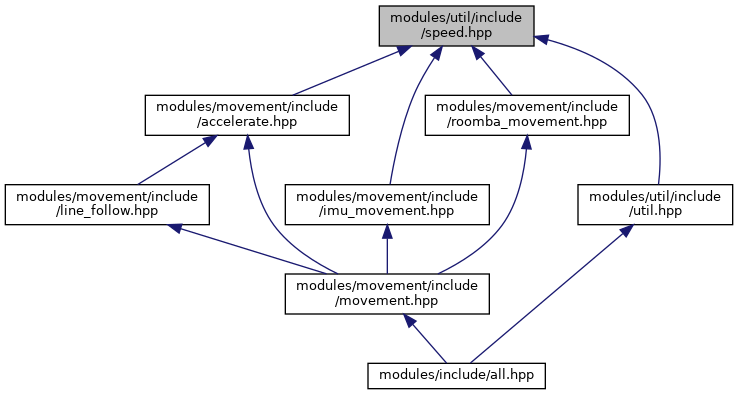 modules/util/include
/speed.hpp
modules/movement/include
/accelerate.hpp
modules/movement/include
/roomba_movement.hpp
modules/movement/include
/line_follow.hpp
modules/movement/include
/imu_movement.hpp
modules/util/include
/util.hpp
modules/movement/include
/movement.hpp
modules/include/all.hpp